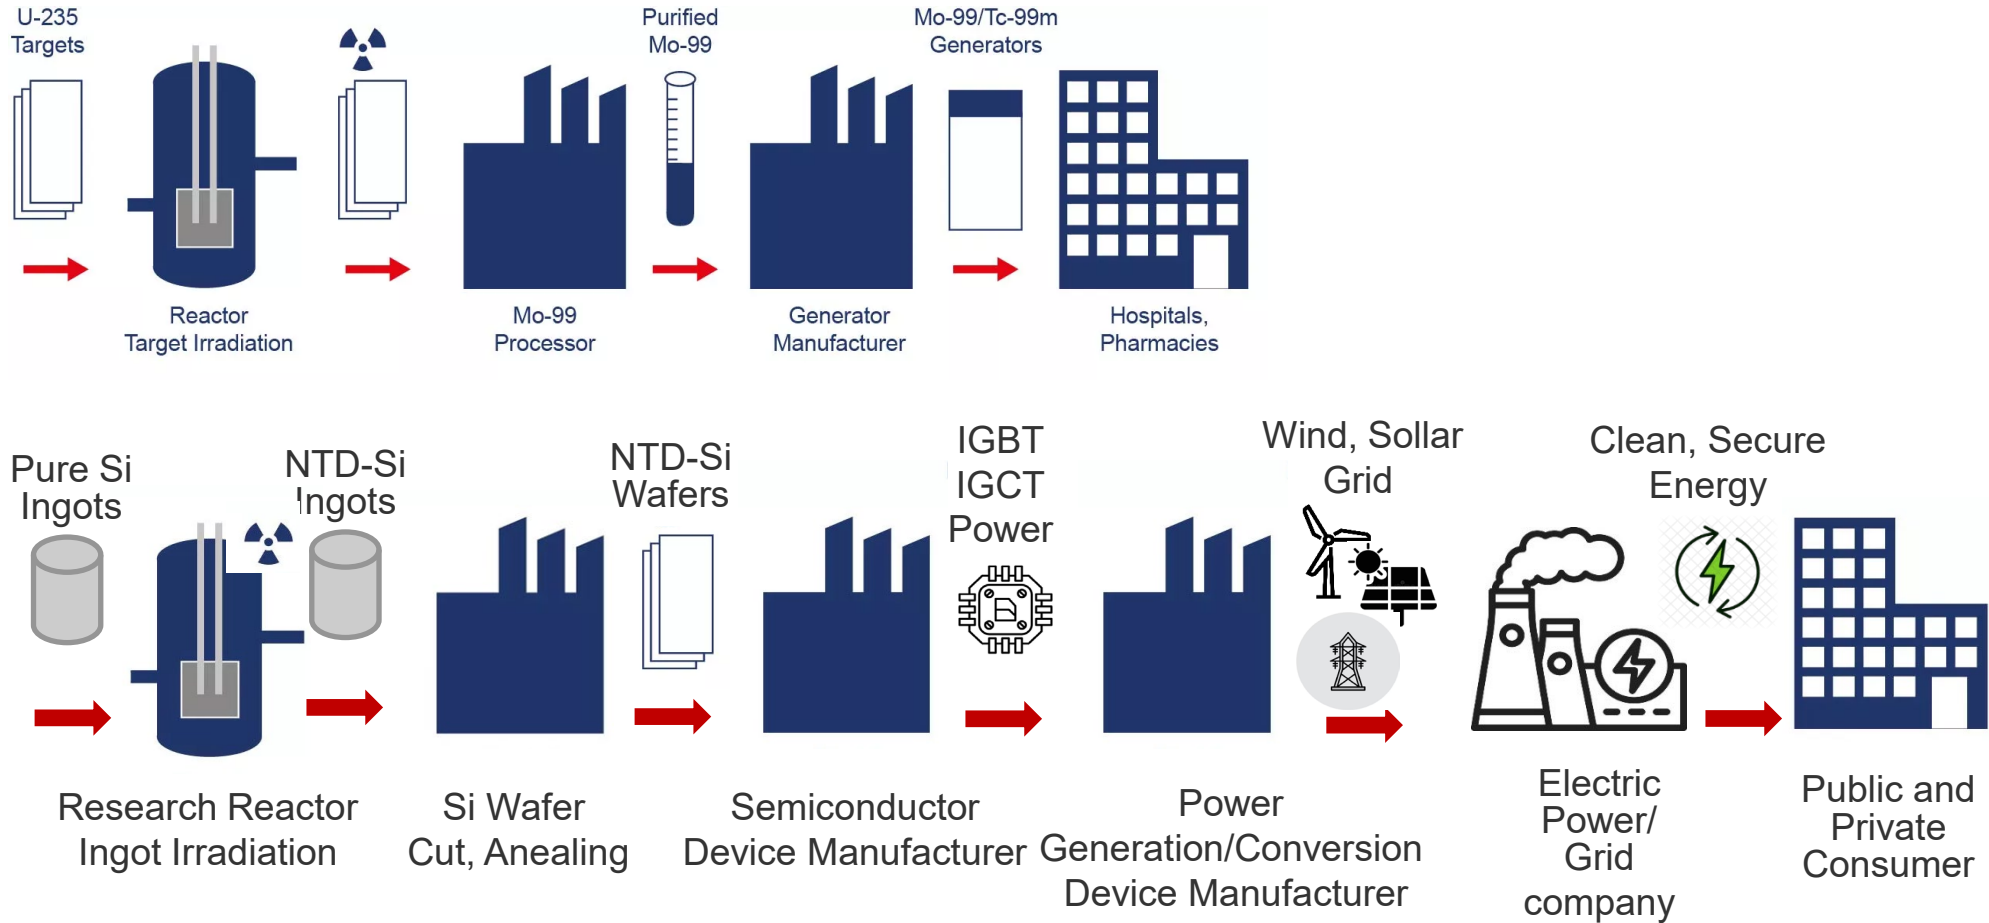 U-235
Targets
Purified
Mo-99
Mo-99/Tc-99m
Generators
Reactor
Target Irradiation
Mo-99
Processor
Generator
Manufacturer
Hospitals,
Pharmacies
Pure Si
Ingots
NTD-Si
Ingots
NTD-Si
Wafers
IGBT
IGCT
Power
Wind, Sollar
Grid
Clean, Secure
Energy
Research Reactor
Ingot Irradiation
Si Wafer
Cut, Anealing
Semiconductor
Device Manufacturer
Power
Generation/Conversion
Device Manufacturer
Electric
Power/
Grid
company
Public and
Private
Consumer